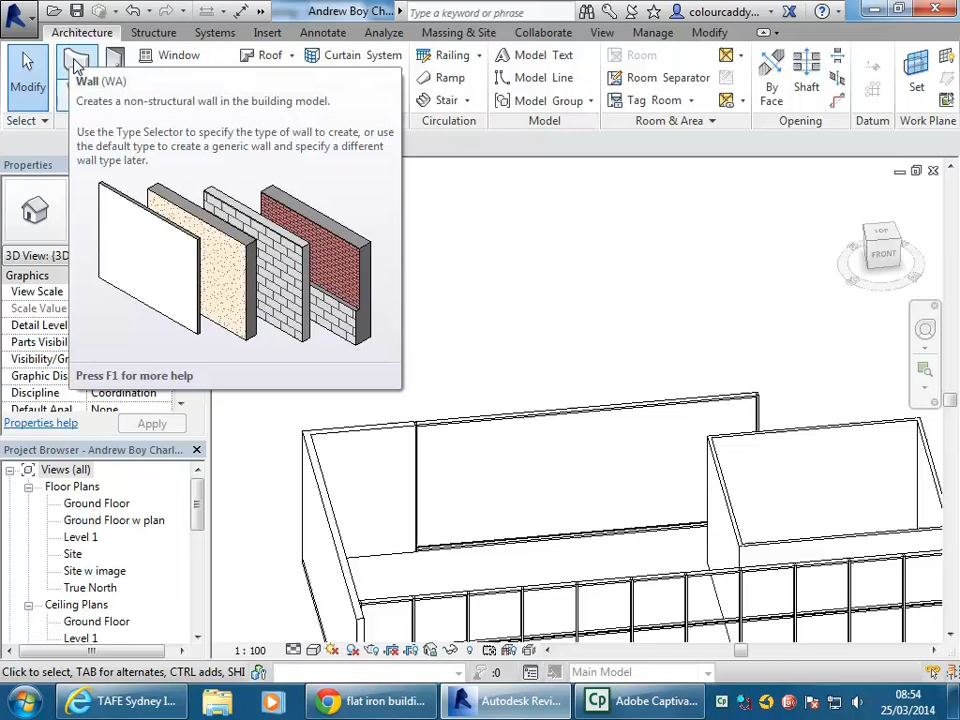 Andrew Boy Ch...
Type a keyword or phrase
colourcaddy...
Architecture Structure Systems Insert Annotate Analyze Massing & Site Collaborate View Manage Modify
Modify
Window
Roof
Curtain System
Railing
Ramp
Stair
Model Text
Model Line
Model Group
Room
Room Separator
Tag Room
By Face
Shaft
Set
Select
Circulation
Model
Room & Area
Opening
Datum
Work Plane
Wall (WA)
Creates a non-structural wall in the building model.
Use the Type Selector to specify the type of wall to create, or use
the default type to create a generic wall and specify a different
wall type later.
Press F1 for more help
Properties
3D View: {3D
Graphics
View Scale
Scale Value
Detail Level
Parts Visibil
Visibility/Gr
Graphic Dis
Discipline Coordination
Default Anal None
Properties help
Apply
Project Browser - Andrew Boy Charl...
Views (all)
Floor Plans
Ground Floor
Ground Floor w plan
Level 1
Site
Site w image
True North
Ceiling Plans
Ground Floor
Level 1
TOP
FRONT
1 : 100
Click to select, TAB for alternates, CTRL adds, SHI
:0
Main Model
TAFE Sydney I...
flat iron buildin...
Autodesk Revi...
Adobe Captiva...
08:54
25/03/2014